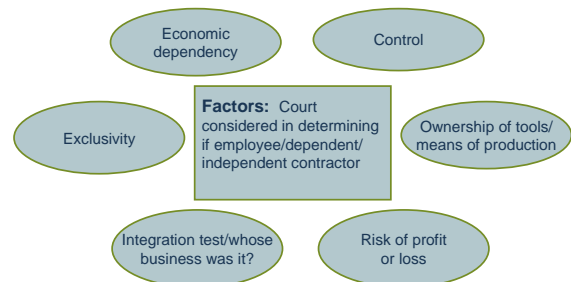 Economic
dependency
Control
Factors: Court
considered in determining
if employee/dependent/
independent contractor
Exclusivity
Ownership of tools/
means of production
Integration test/whose
business was it?
Risk of profit
or loss